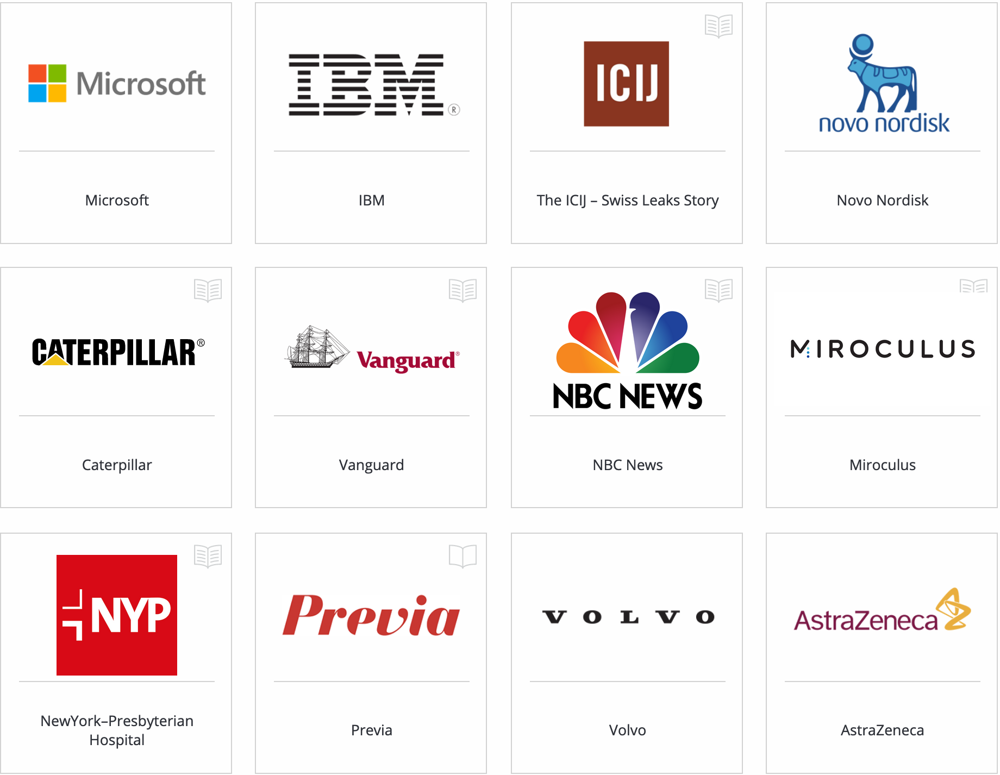 Microsoft
IBM®
ICIJ
novo nordisk
Microsoft
IBM
The ICIJ – Swiss Leaks Story
Novo Nordisk
CATERPILLAR®
Vanguard®
NBC NEWS
MIROCULUS
Caterpillar
Vanguard
NBC News
Miroculus
NYP
Previa
VOLVO
AstraZeneca
NewYork–Presbyterian
Hospital
Previa
Volvo
AstraZeneca